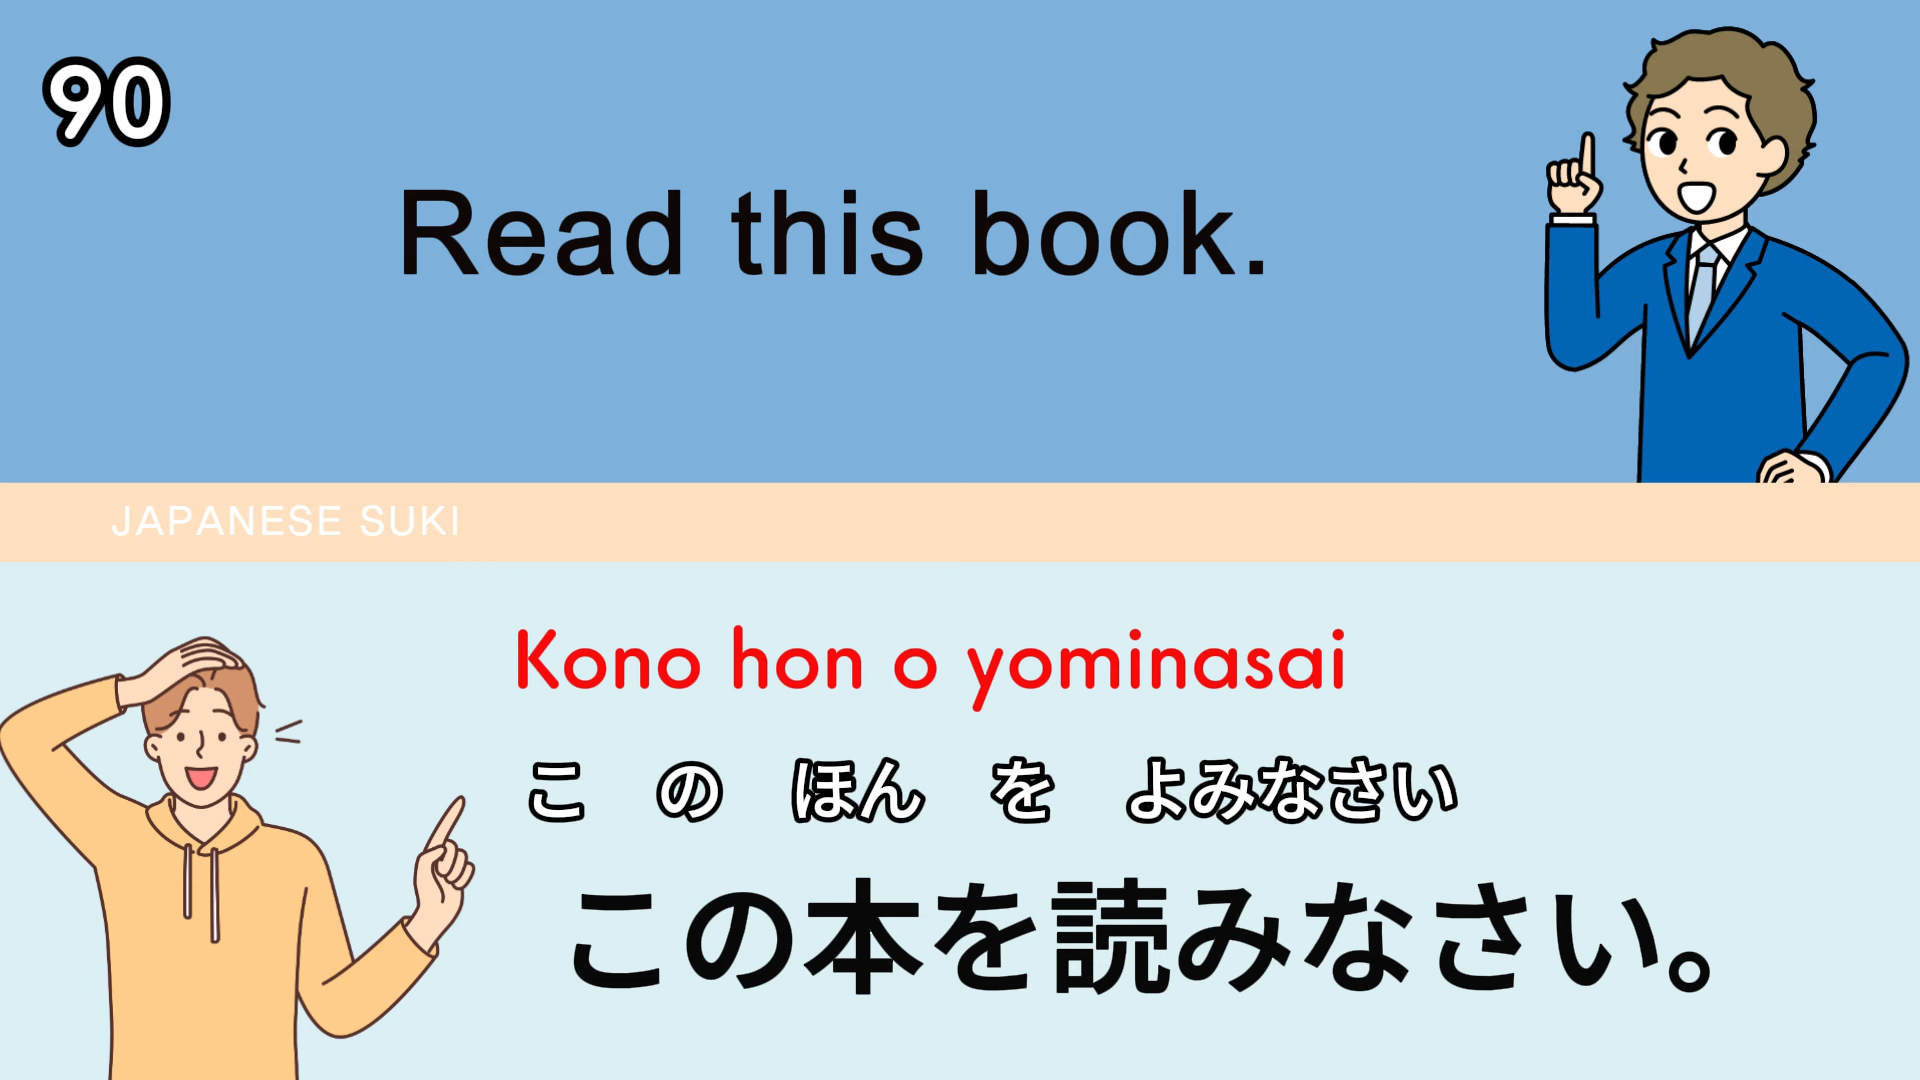 90
Read this book.
JAPANESE SUKI
Kono hon o yominasai
こ の ほん を よみなさい
この本を読みなさい。